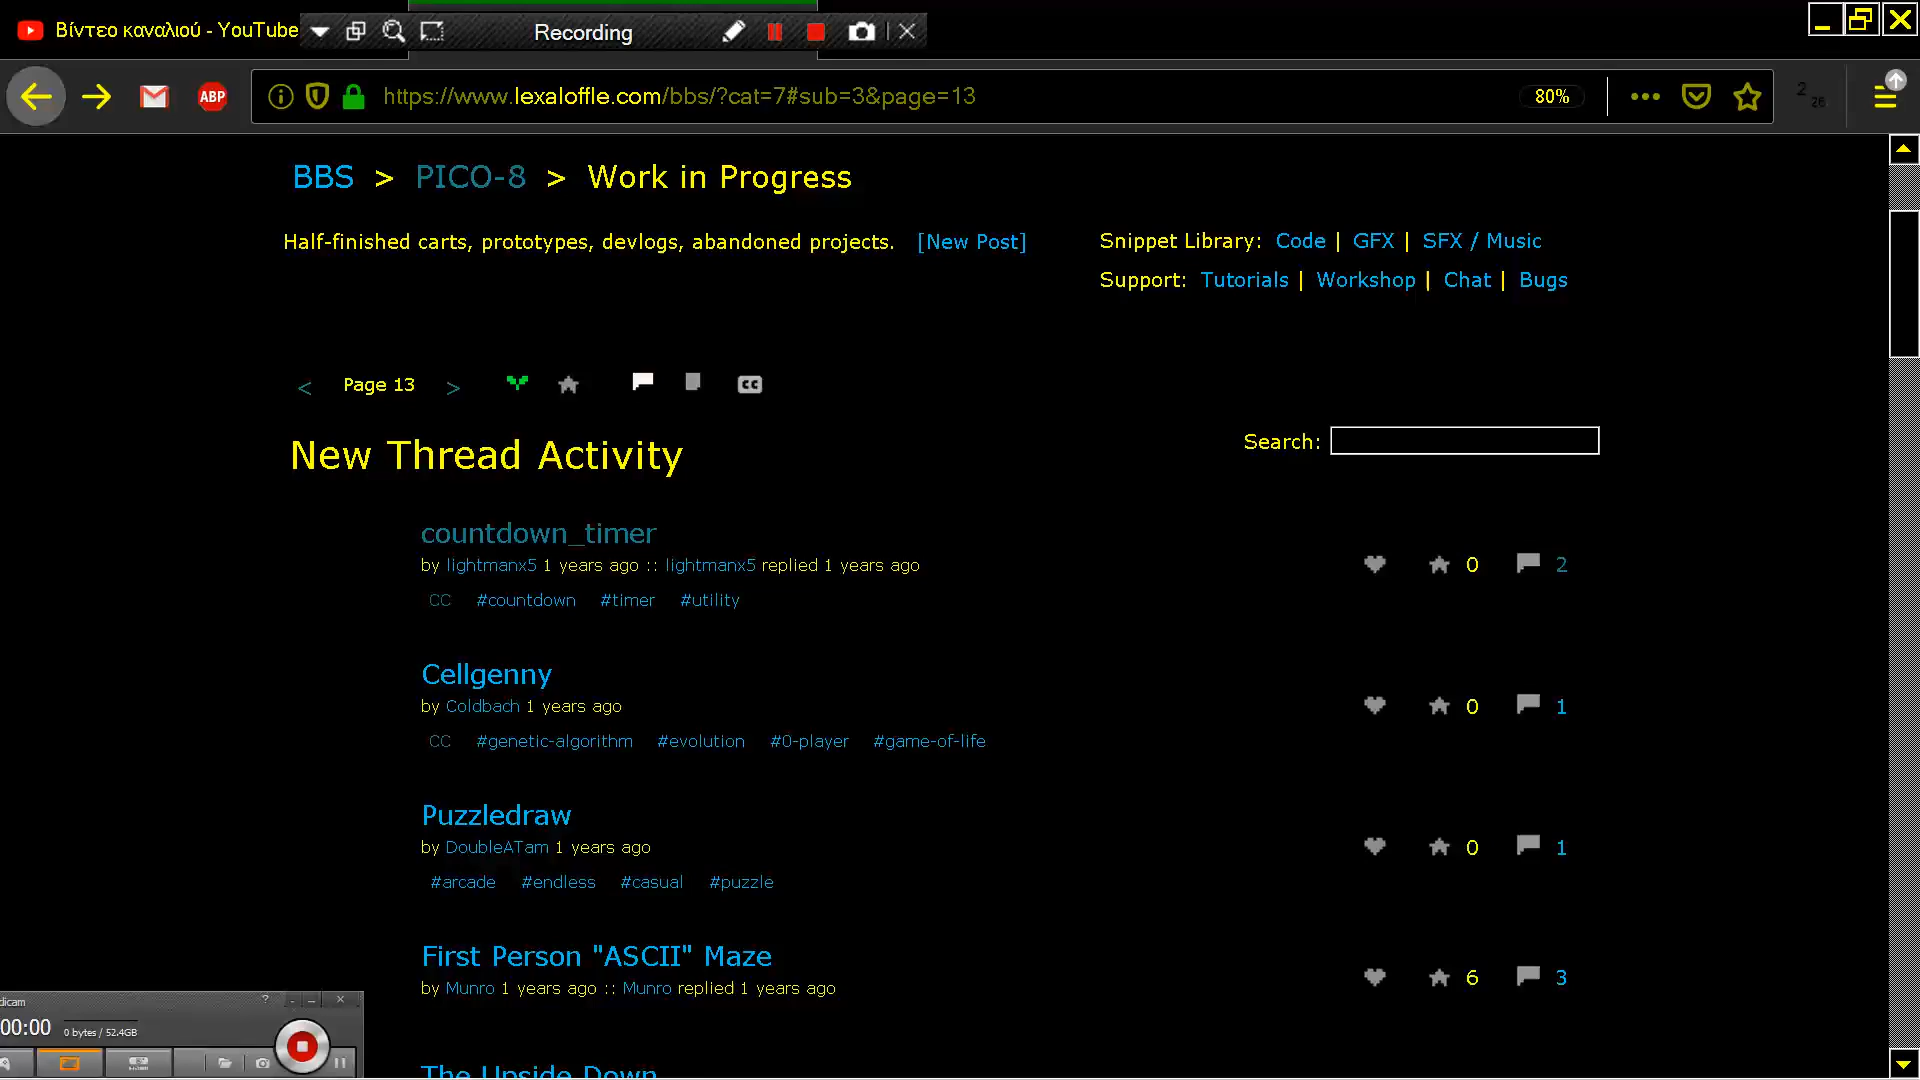 Βίντεο καναλιού - YouTube
Recording
ABP
https://www.lexaloffle.com/bbs/?cat=7#sub=3&page=13
80%
BBS > PICO-8 > Work in Progress
Half-finished carts, prototypes, devlogs, abandoned projects. [New Post]
Snippet Library: Code | GFX | SFX / Music
Support: Tutorials | Workshop | Chat | Bugs
< Page 13 > CC
New Thread Activity
Search:
countdown_timer
by lightmanx5 1 years ago :: lightmanx5 replied 1 years ago
0 2
CC #countdown #timer #utility
Cellgenny
by Coldbach 1 years ago
0 1
CC #genetic-algorithm #evolution #0-player #game-of-life
Puzzledraw
by DoubleATam 1 years ago
0 1
#arcade #endless #casual #puzzle
First Person "ASCII" Maze
by Munro 1 years ago :: Munro replied 1 years ago
6 3
The Upside Down
dicam
00:00 0 bytes / 52.4GB